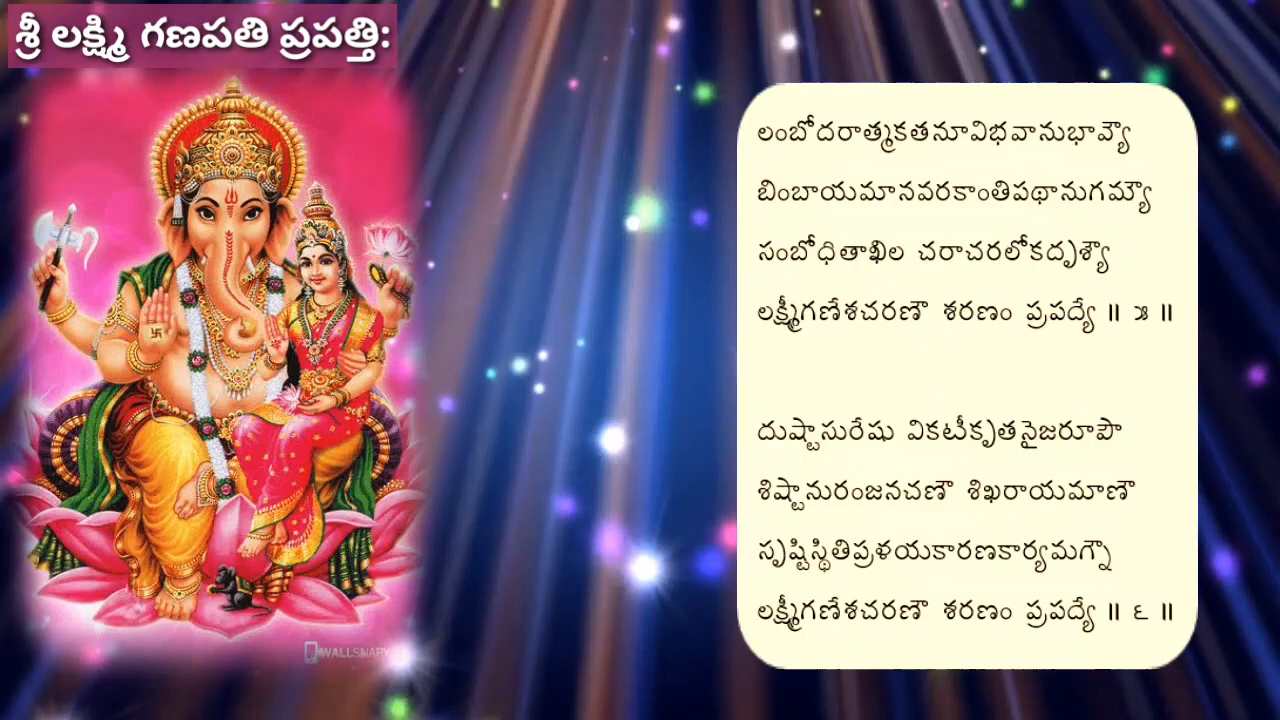 శ్రీ లక్ష్మి గణపతి ప్రపత్తి:
లంబోదరాత్మకతనూవిభవానుభావ్యౌ
బింబాయమానవరకాంతిపథానుగమ్యౌ
సంబోధితాఖిల చరాచరలోకదృశ్యౌ
లక్ష్మీగణేశచరణౌ శరణం ప్రపద్యే ॥ ౫ ॥
దుష్టాసురేషు వికటీకృతనైజరూపౌ
శిష్టానురంజనచణౌ శిఖరాయమాణౌ
సృష్టిస్థితిప్రళయకారణకార్యమగ్నౌ
లక్ష్మీగణేశచరణౌ శరణం ప్రపద్యే ॥ ౬ ॥